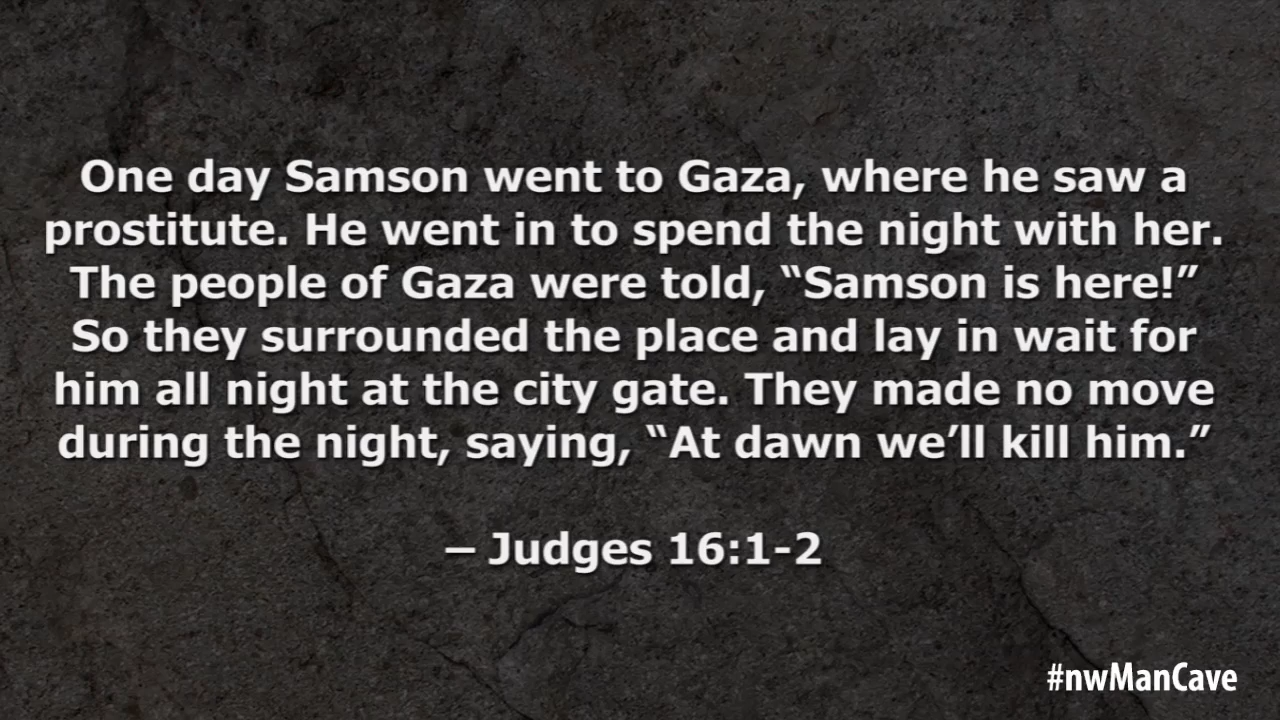 One day Samson went to Gaza, where he saw a
prostitute. He went in to spend the night with her.
The people of Gaza were told, “Samson is here!”
So they surrounded the place and lay in wait for
him all night at the city gate. They made no move
during the night, saying, “At dawn we’ll kill him.”
– Judges 16:1-2
#nwManCave